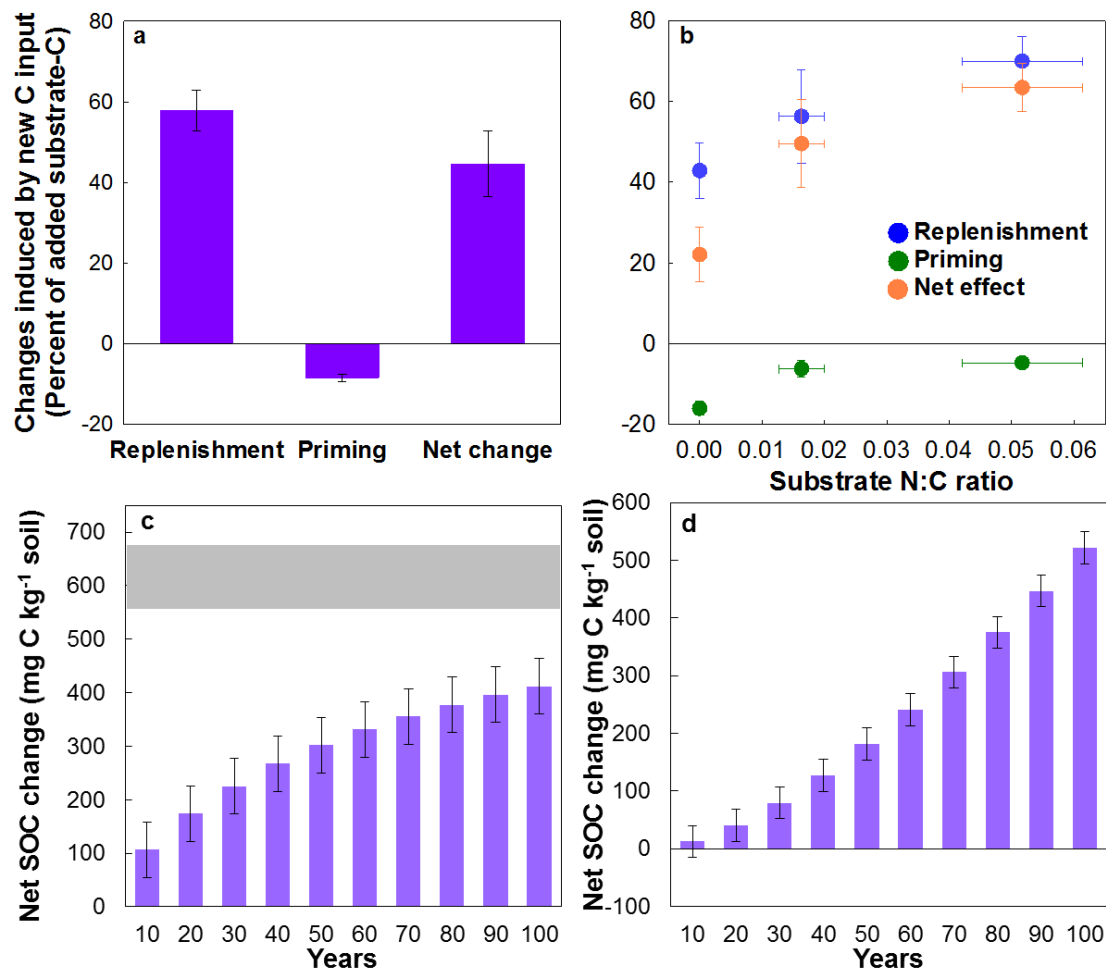 a
Changes induced by new C input
(Percent of added substrate-C)
80
60
40
20
0
-20
Replenishment Priming Net change
b
80
60
40
20
0
-20
Replenishment
Priming
Net effect
0.00 0.01 0.02 0.03 0.04 0.05 0.06
Substrate N:C ratio
c
Net SOC change (mg C kg⁻¹ soil)
700
600
500
400
300
200
100
0
10 20 30 40 50 60 70 80 90 100
Years
d
Net SOC change (mg C kg⁻¹ soil)
600
500
400
300
200
100
0
-100
10 20 30 40 50 60 70 80 90 100
Years